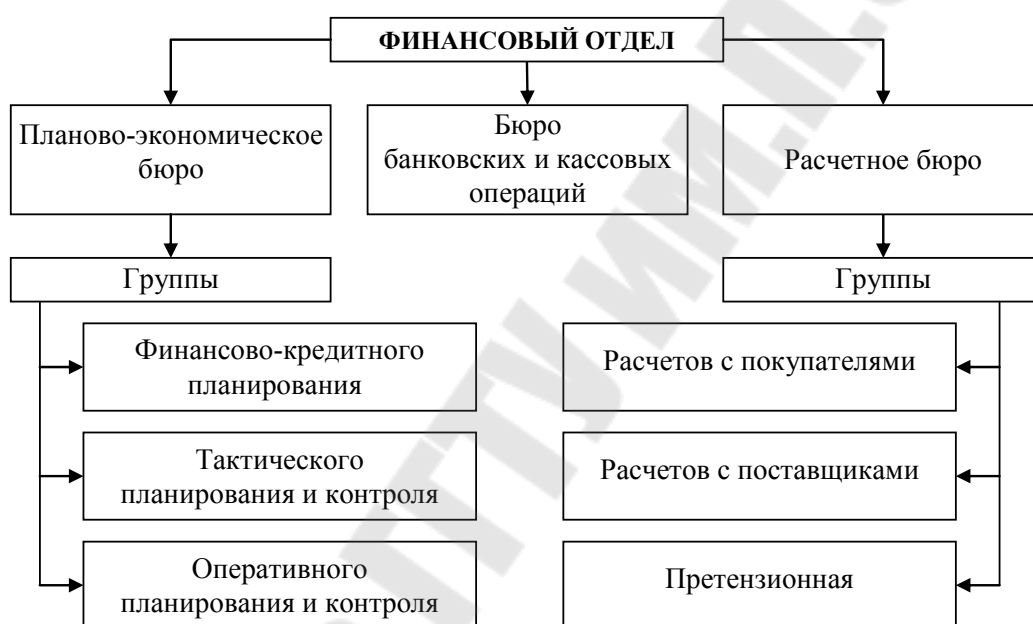 ФИНАНСОВЫЙ ОТДЕЛ
Планово-экономическое
бюро
Бюро
банковских и кассовых
операций
Расчетное бюро
Группы
Группы
Финансово-кредитного
планирования
Расчетов с покупателями
Тактического
планирования и контроля
Расчетов с поставщиками
Оперативного
планирования и контроля
Претензионная